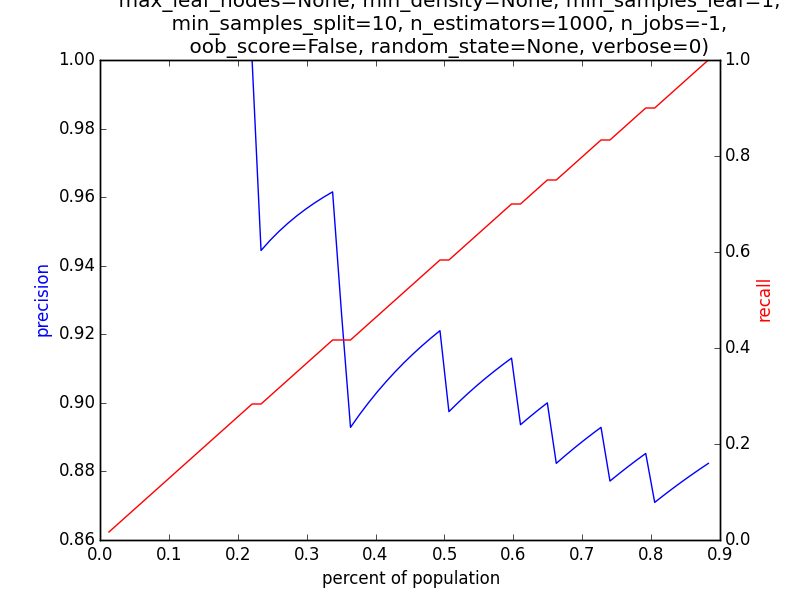 max_leaf_nodes=None, min_density=None, min_samples_leaf=1,
min_samples_split=10, n_estimators=1000, n_jobs=-1,
oob_score=False, random_state=None, verbose=0)
1.00
0.98
0.96
0.94
0.92
0.90
0.88
0.86
precision
1.0
0.8
0.6
0.4
0.2
0.0
recall
0.0 0.1 0.2 0.3 0.4 0.5 0.6 0.7 0.8 0.9
percent of population